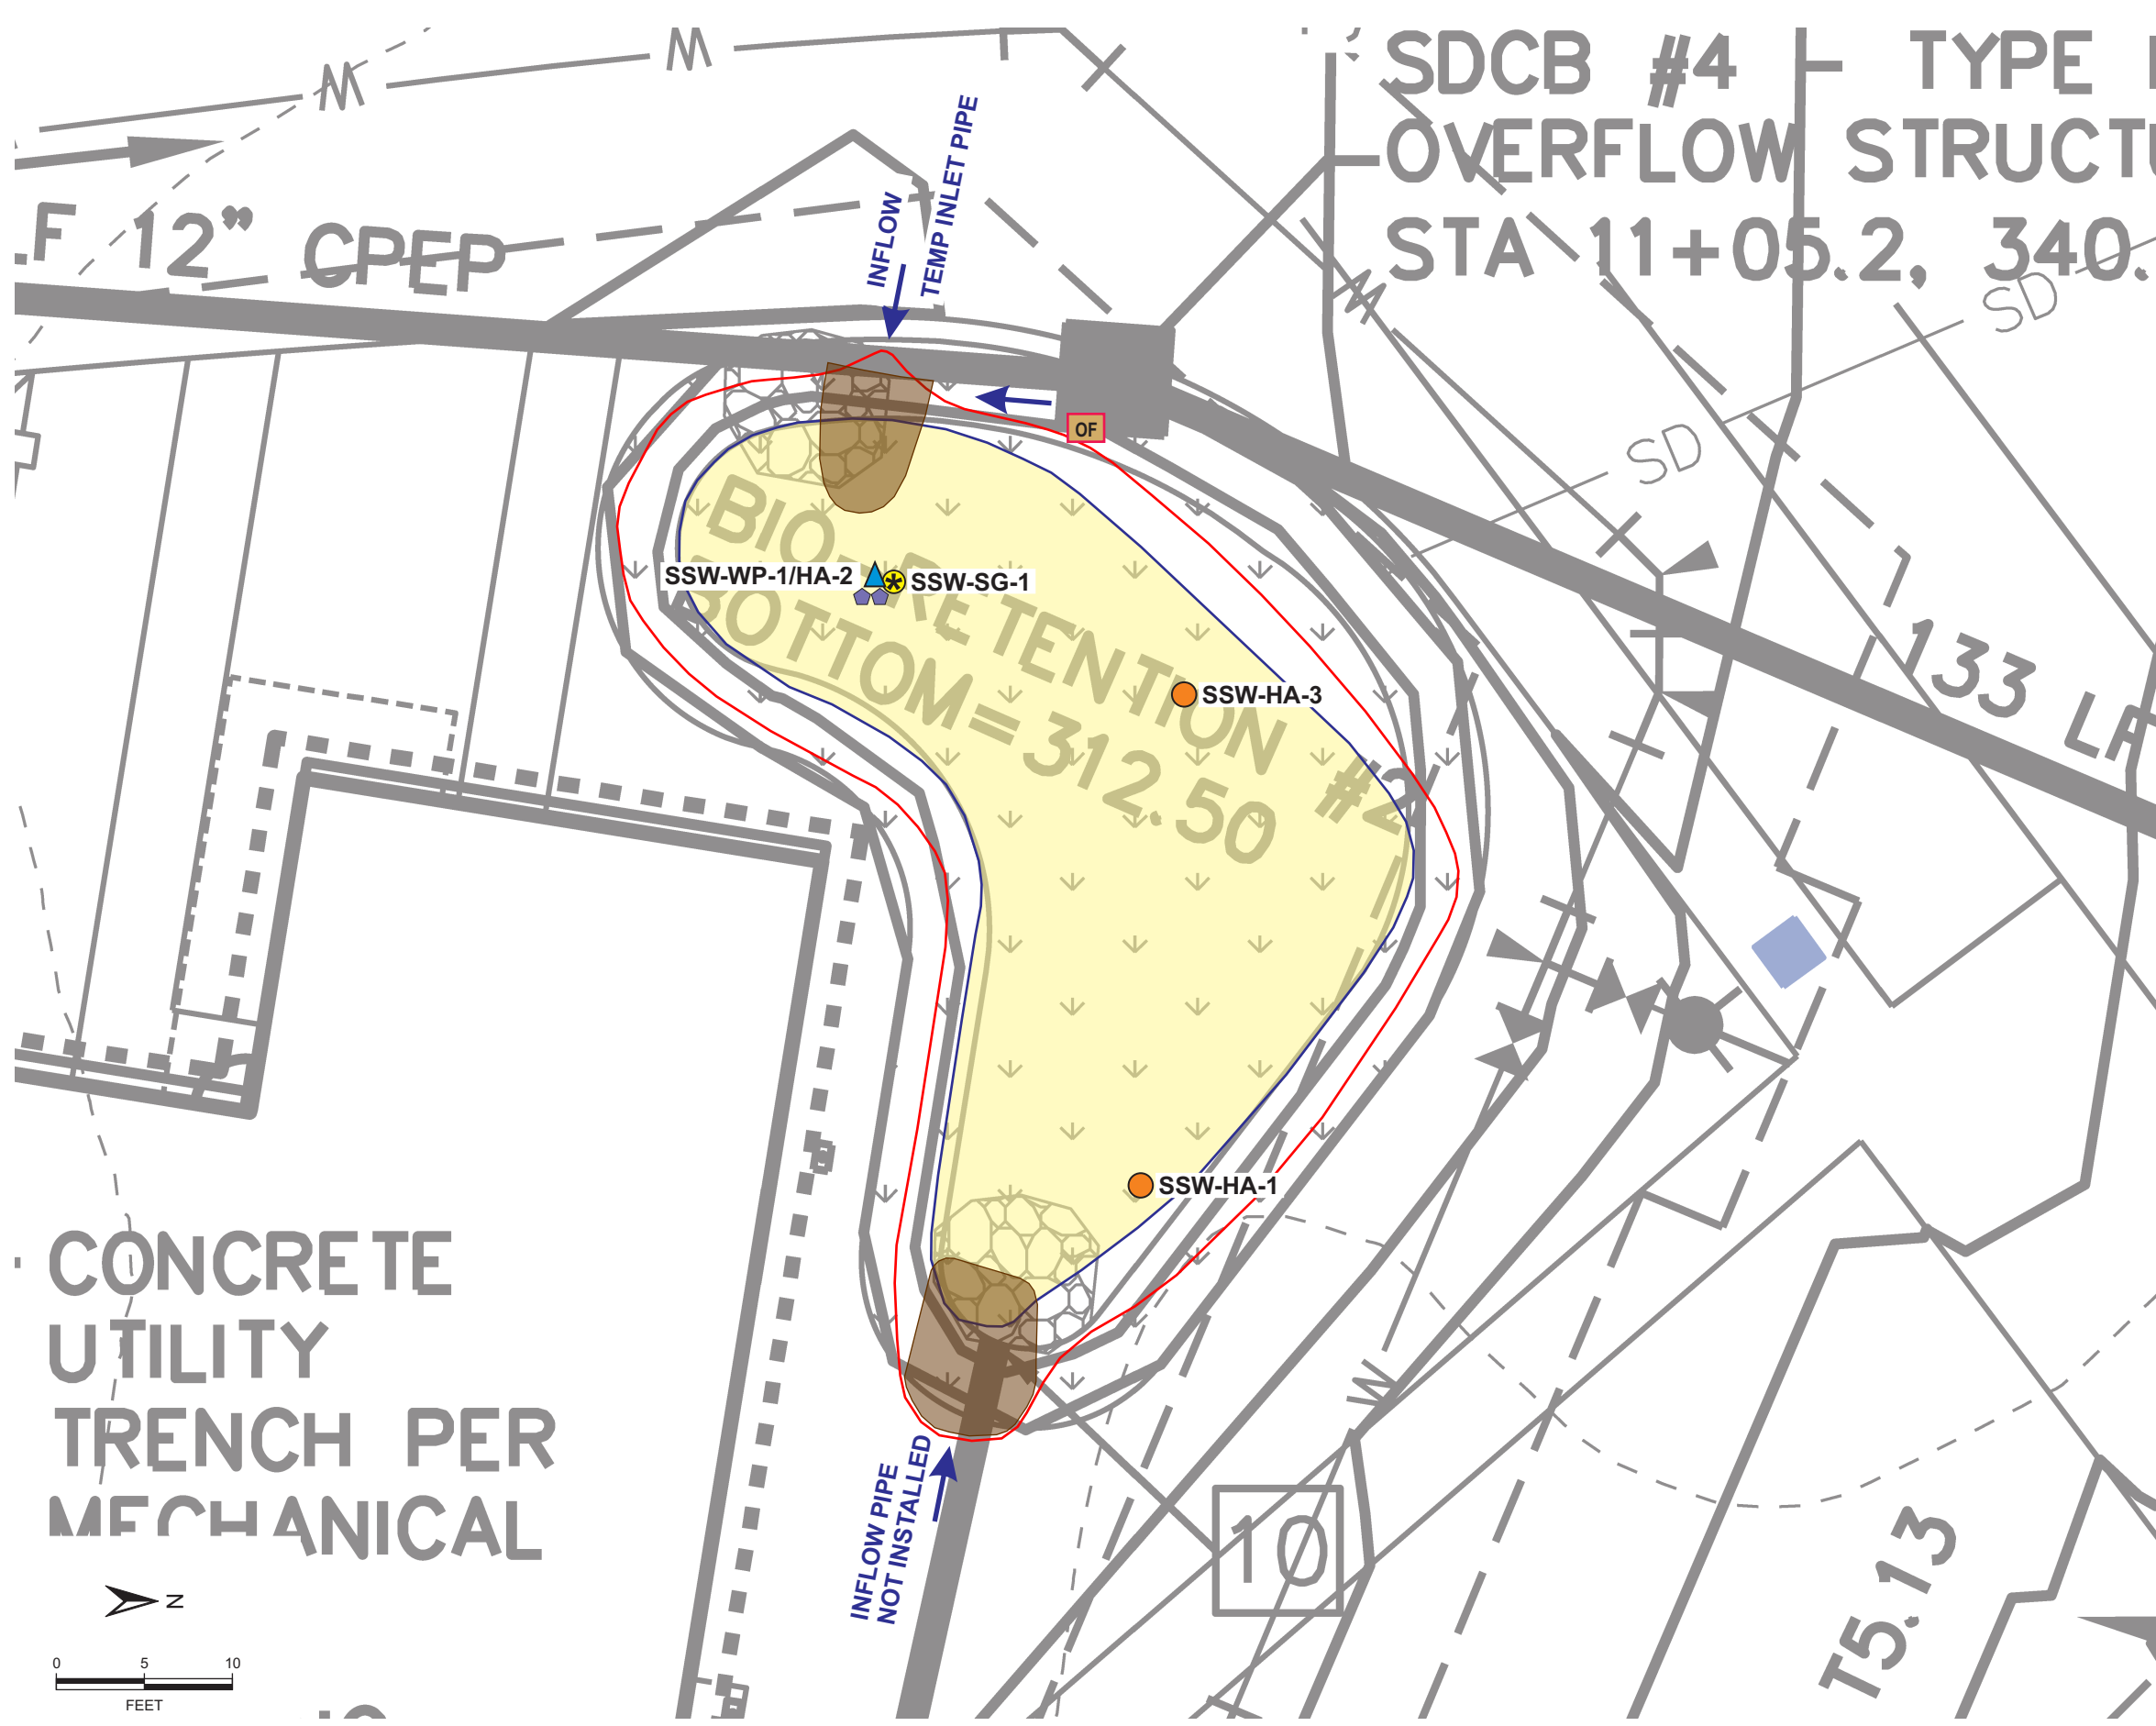 SDCB #4 TYPE
OVERFLOW STRUCT
STA 11+05.2, 340.
M
M
INFLOW
TEMP INLET PIPE
LF 12" CPEP
SD
SD
OF
BIO-RETENTION #2
BOTTOM=312.50
SSW-WP-1/HA-2
SSW-SG-1
SSW-HA-3
133 LA
SSW-HA-1
CONCRETE
UTILITY
TRENCH PER
MECHANICAL
INFLOW PIPE
NOT INSTALLED
10
T5.13
N
0 5 10
FEET